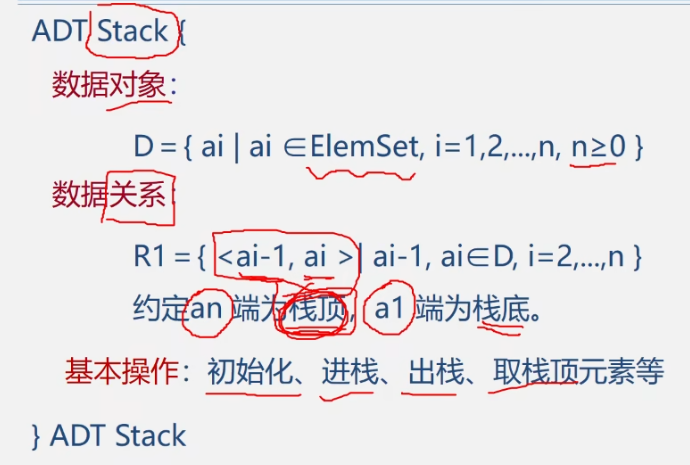 ADT Stack {
数据对象：
D = { ai | ai ∈ElemSet, i=1,2,...,n, n≥0 }
数据关系：
R1 = { <ai-1, ai >| ai-1, ai∈D, i=2,...,n }
约定an 端为栈顶，a1 端为栈底。
基本操作：初始化、进栈、出栈、取栈顶元素等
} ADT Stack